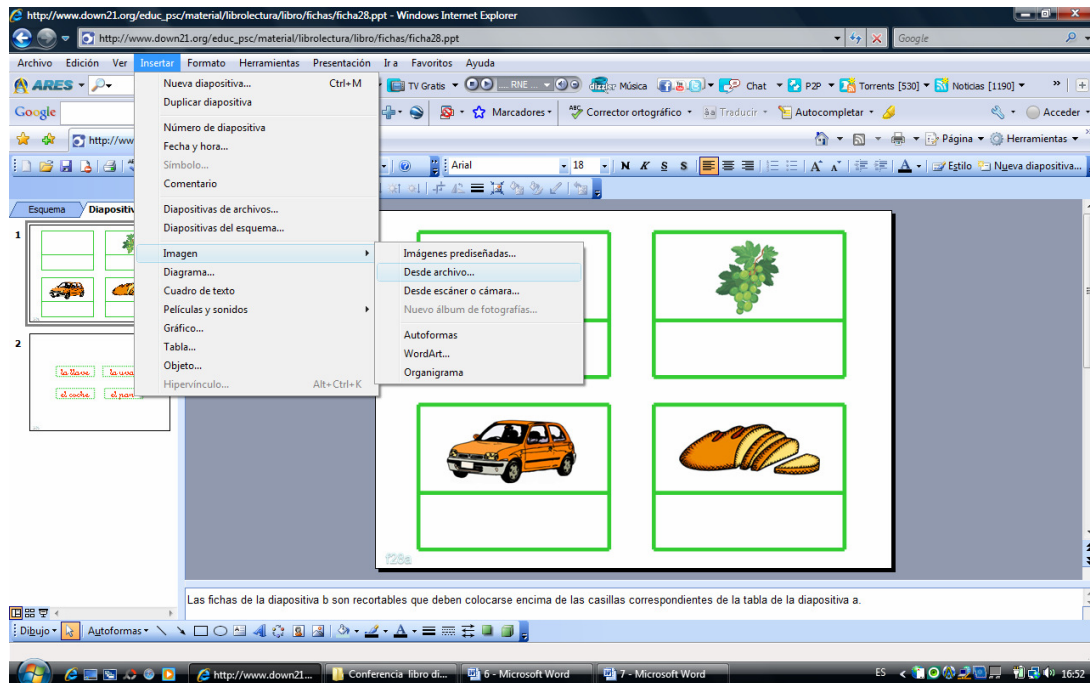 http://www.down21.org/educ_psc/material/librolectura/libro/fichas/ficha28.ppt - Windows Internet Explorer
http://www.down21.org/educ_psc/material/librolectura/libro/fichas/ficha28.ppt Google
Archivo Edición Ver Insertar Formato Herramientas Presentación Ir a Favoritos Ayuda
ARES TV Gratis ... RNE ... Música Chat P2P Torrents [530] Noticias [1190] »
Google Marcadores Corrector ortográfico Traducir Autocompletar Acceder
http://ww Página Herramientas
Arial 18 N K S S Estilo Nueva diapositiva...
Esquema Diapositiv
Nueva diapositiva... Ctrl+M
Duplicar diapositiva
Número de diapositiva
Fecha y hora...
Símbolo...
Comentario
Diapositivas de archivos...
Diapositivas del esquema...
Imagen
Diagrama...
Cuadro de texto
Películas y sonidos
Gráfico...
Tabla...
Objeto...
Hipervínculo... Alt+Ctrl+K
Imágenes prediseñadas...
Desde archivo...
Desde escáner o cámara...
Nuevo álbum de fotografías...
Autoformas
WordArt...
Organigrama
1
2
la llave la uva
el coche el pan
f28a
Las fichas de la diapositiva b son recortables que deben colocarse encima de las casillas correspondientes de la tabla de la diapositiva a.
Dibujo Autoformas
http://www.down21... Conferencia libro di... 6 - Microsoft Word 7 - Microsoft Word ES 16:52